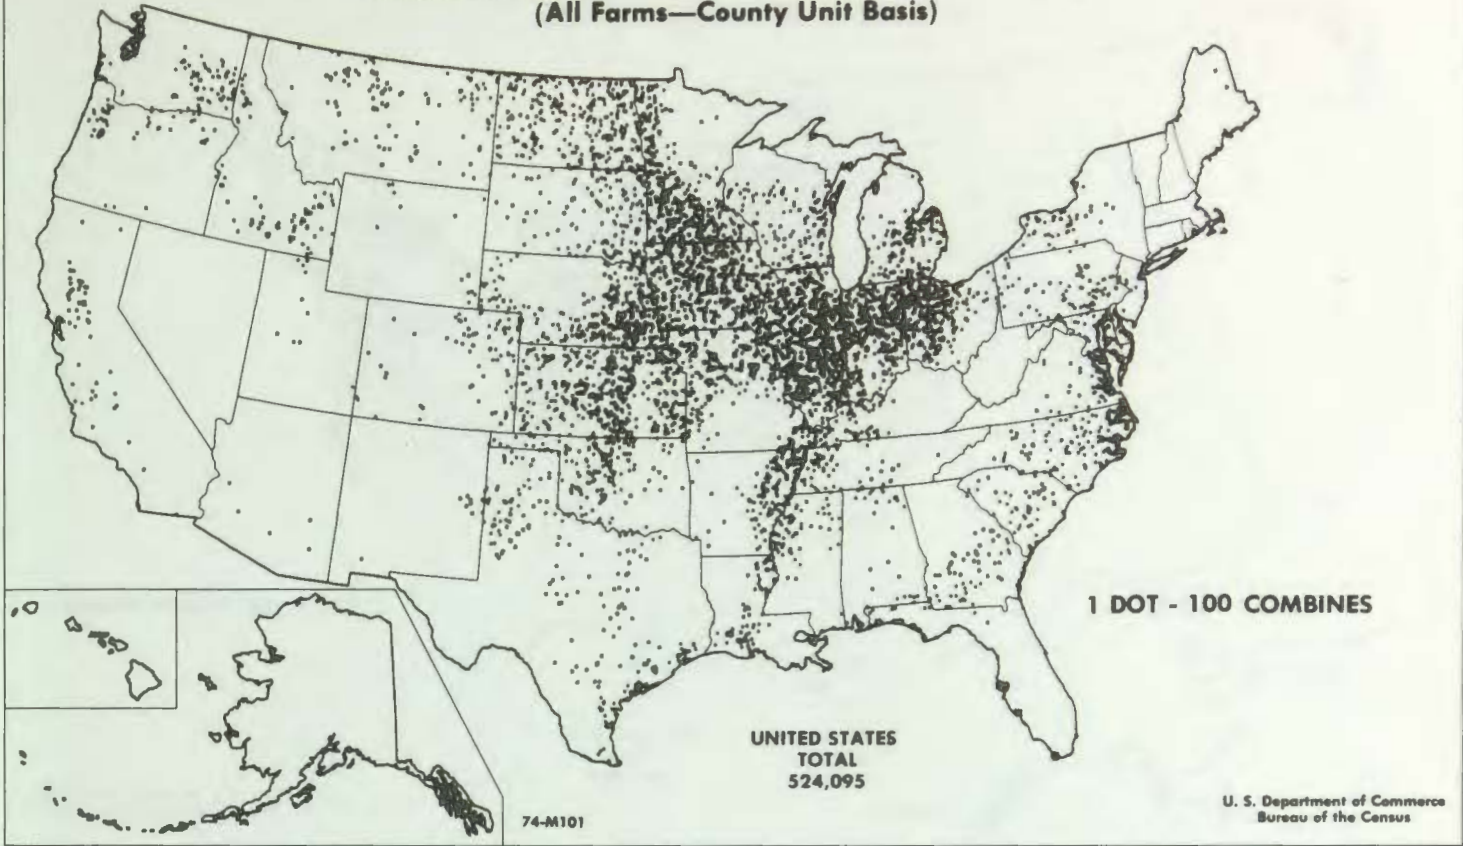 (All Farms—County Unit Basis)
1 DOT - 100 COMBINES
UNITED STATES
TOTAL
524,095
74-M101
U. S. Department of Commerce
Bureau of the Census